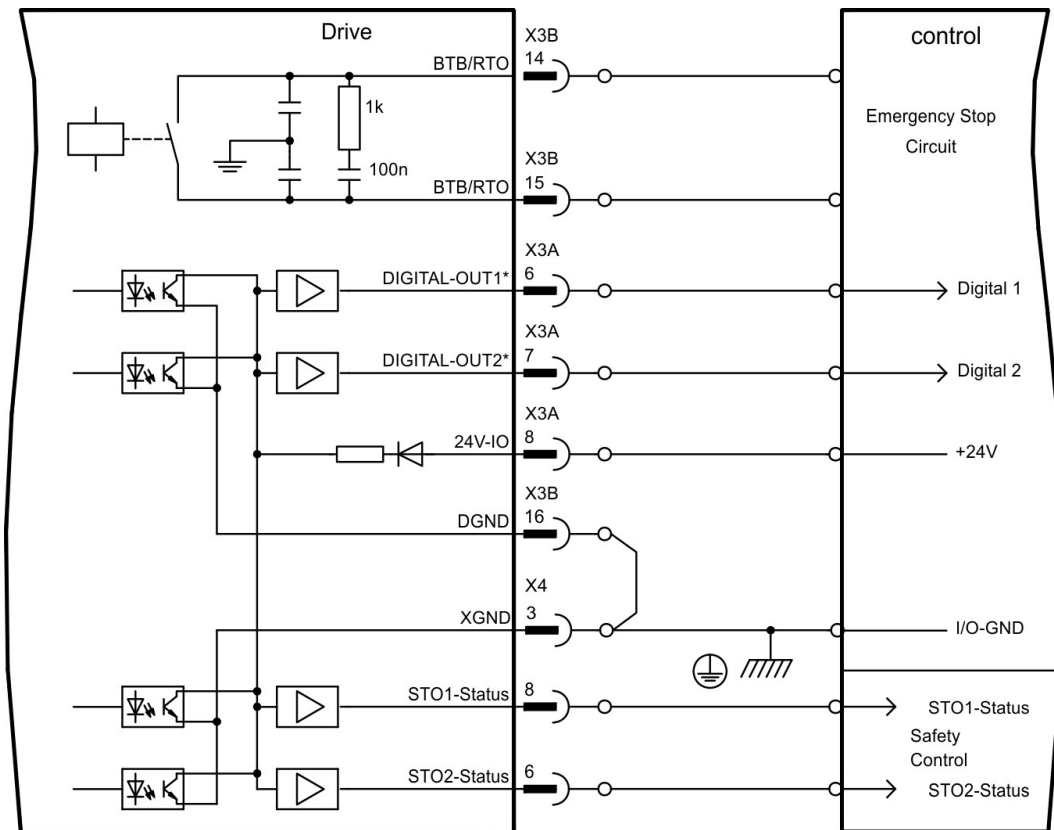 Drive
control
BTB/RTO
X3B
14
1k
100n
Emergency Stop
Circuit
BTB/RTO
X3B
15
DIGITAL-OUT1*
X3A
6
Digital 1
DIGITAL-OUT2*
X3A
7
Digital 2
24V-IO
X3A
8
+24V
DGND
X3B
16
XGND
X4
3
I/O-GND
STO1-Status
8
STO1-Status
Safety
Control
STO2-Status
6
STO2-Status